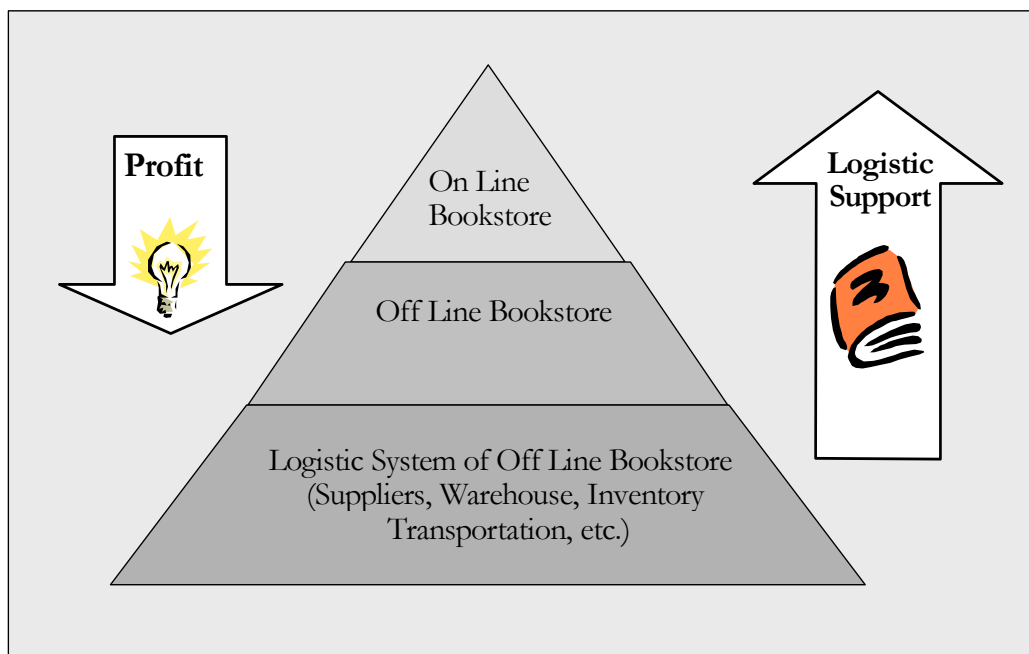 Profit
On Line
Bookstore
Logistic
Support
Off Line Bookstore
Logistic System of Off Line Bookstore
(Suppliers, Warehouse, Inventory
Transportation, etc.)